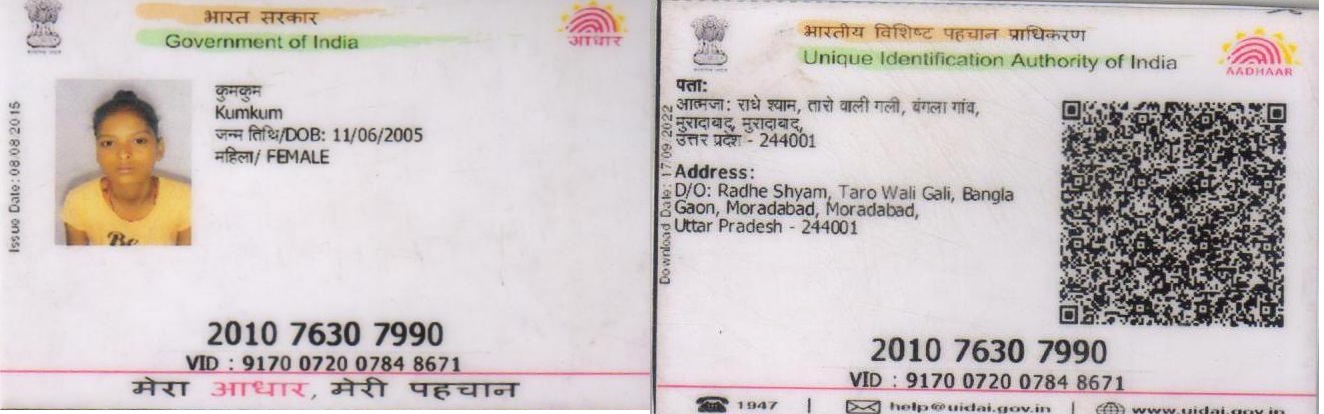 भारत सरकार
Government of India
आधार
Issue Date: 08.08.2015
कुमकुम
Kumkum
जन्म तिथि/DOB: 11/06/2005
महिला/ FEMALE
Be
2010 7630 7990
VID : 9170 0720 0784 8671
मेरा आधार, मेरी पहचान
भारतीय विशिष्ट पहचान प्राधिकरण
Unique Identification Authority of India
AADHAAR
Download Date: 17.09.2022
पता:
आत्मजा: राधे श्याम, तारो वाली गली, बंगला गांव,
मुरादाबाद, मुरादाबाद,
उत्तर प्रदेश - 244001
Address:
D/O: Radhe Shyam, Taro Wali Gali, Bangla
Gaon, Moradabad, Moradabad,
Uttar Pradesh - 244001
2010 7630 7990
VID : 9170 0720 0784 8671
1947 | help@uidai.gov.in | www.uidai.gov.in